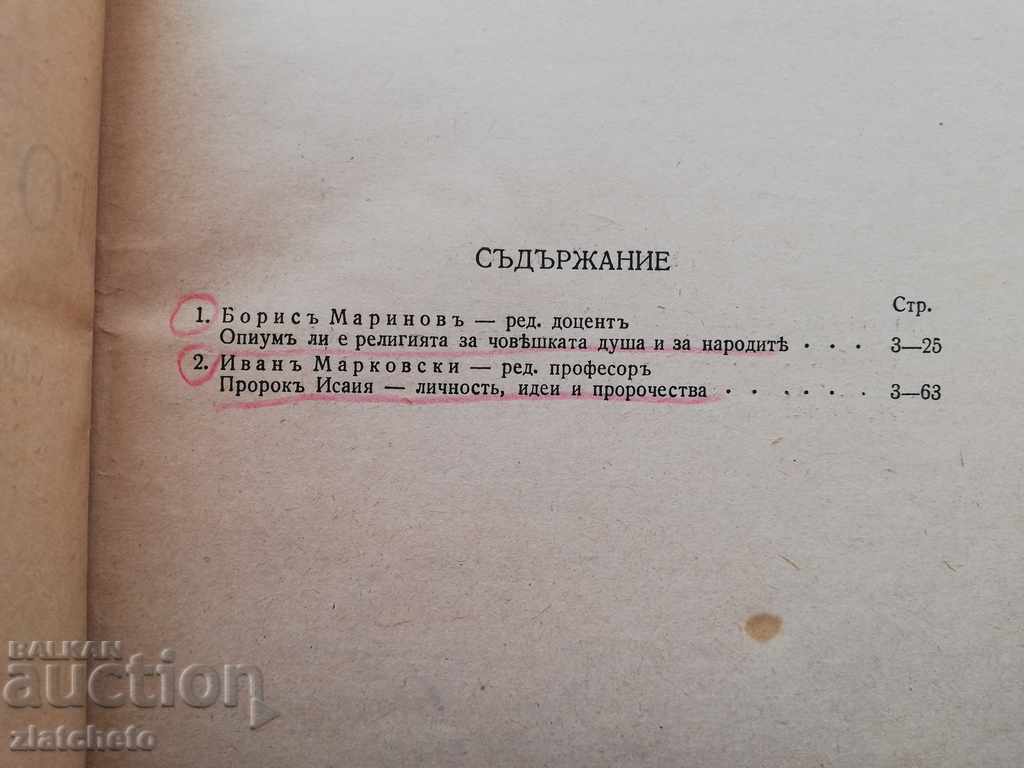 СЪДЪРЖАНИЕ
Стр.
1. Борисъ Мариновъ — ред. доцентъ
Опиумъ ли е религията за човѣшката душа и за народитѣ · · · 3—25
2. Иванъ Марковски — ред. професоръ
Пророкъ Исаия — личность, идеи и пророчества · · · · · · 3—63
BALKAN
auction
zlatcheto